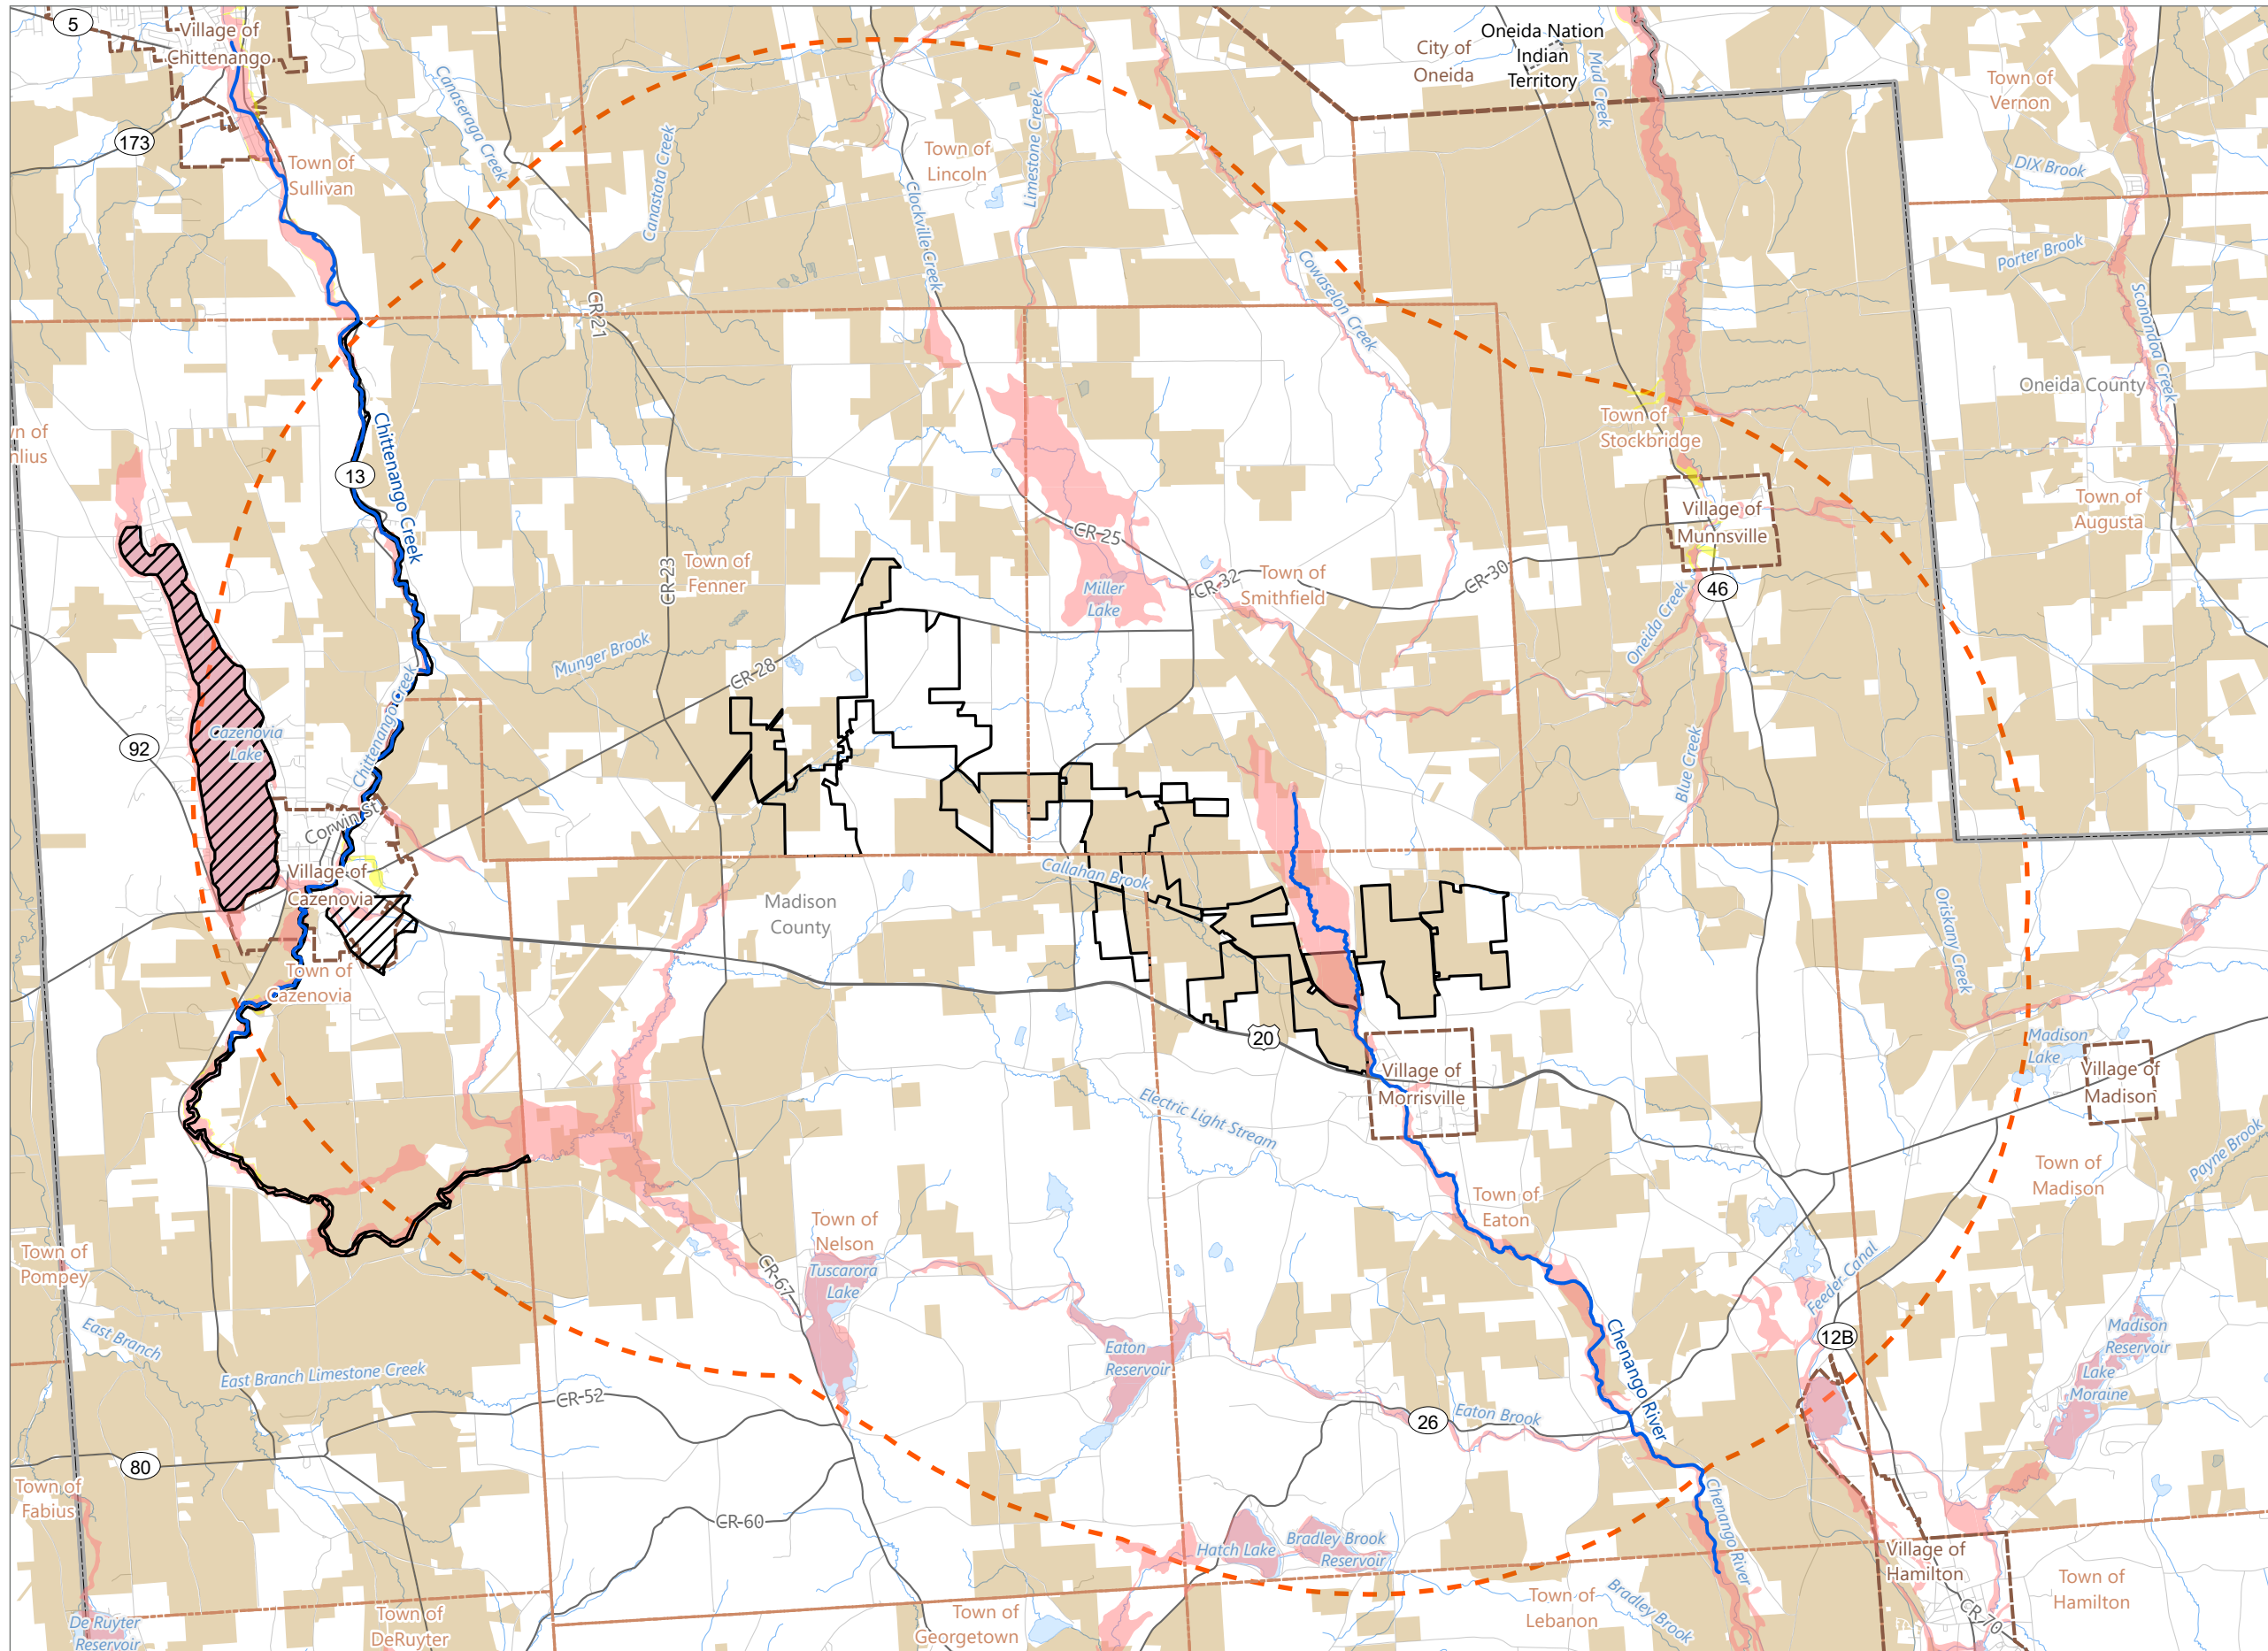 5
Village of
Chittenango
173
Town of
Sullivan
Canaseraga Creek
Canastota Creek
Clockville Creek
Town of
Lincoln
Limestone Creek
Cowaselon Creek
City of
Oneida
Oneida Nation
Indian
Territory
Mud Creek
Town of
Vernon
DIX Brook
Porter Brook
Sconondoa Creek
Oneida County
Town of
Augusta
vn of
nlius
Chittenango Creek
13
CR-21
CR-23
Town of
Fenner
CR-25
Miller
Lake
CR-32
Town of
Smithfield
CR-30
Town of
Stockbridge
Village of
Munnsville
46
Oneida Creek
Blue Creek
92
Cazenovia
Lake
Chittenango Creek
Munger Brook
CR-28
Corwin St
Village of
Cazenovia
Town of
Cazenovia
Madison
County
Callahan Brook
20
Village of
Morrisville
Electric Light Stream
Oriskany Creek
Madison
Lake
Village of
Madison
Payne Brook
Town of
Madison
Town of
Eaton
Town of
Nelson
Tuscarora
Lake
CR-67
Town of
Pompey
East Branch
East Branch Limestone Creek
CR-52
Eaton
Reservoir
26
Eaton Brook
Chenango River
Feeder Canal
12B
Madison
Reservoir
Lake
Moraine
80
Town of
Fabius
CR-60
Hatch Lake
Bradley Brook
Reservoir
Chenango River
Village of
Hamilton
Town of
Hamilton
CR-70
De Ruyter
Reservoir
Town of
DeRuyter
Town of
Georgetown
Town of
Lebanon
Bradley Brook